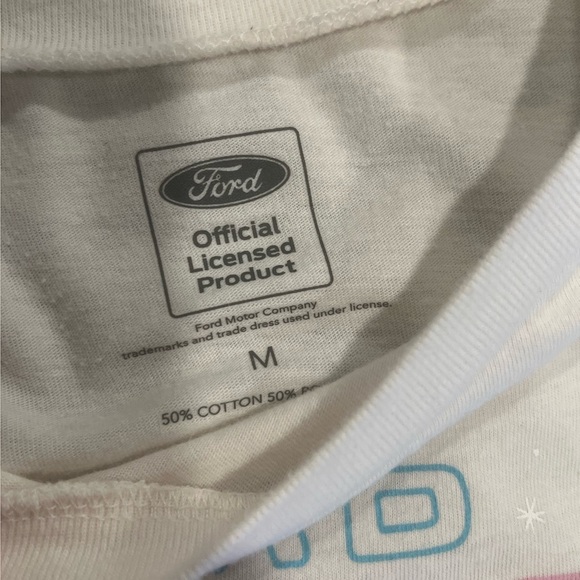 Ford
Official
Licensed
Product
Ford Motor Company
trademarks and trade dress used under license.
M
50% COTTON 50%
D